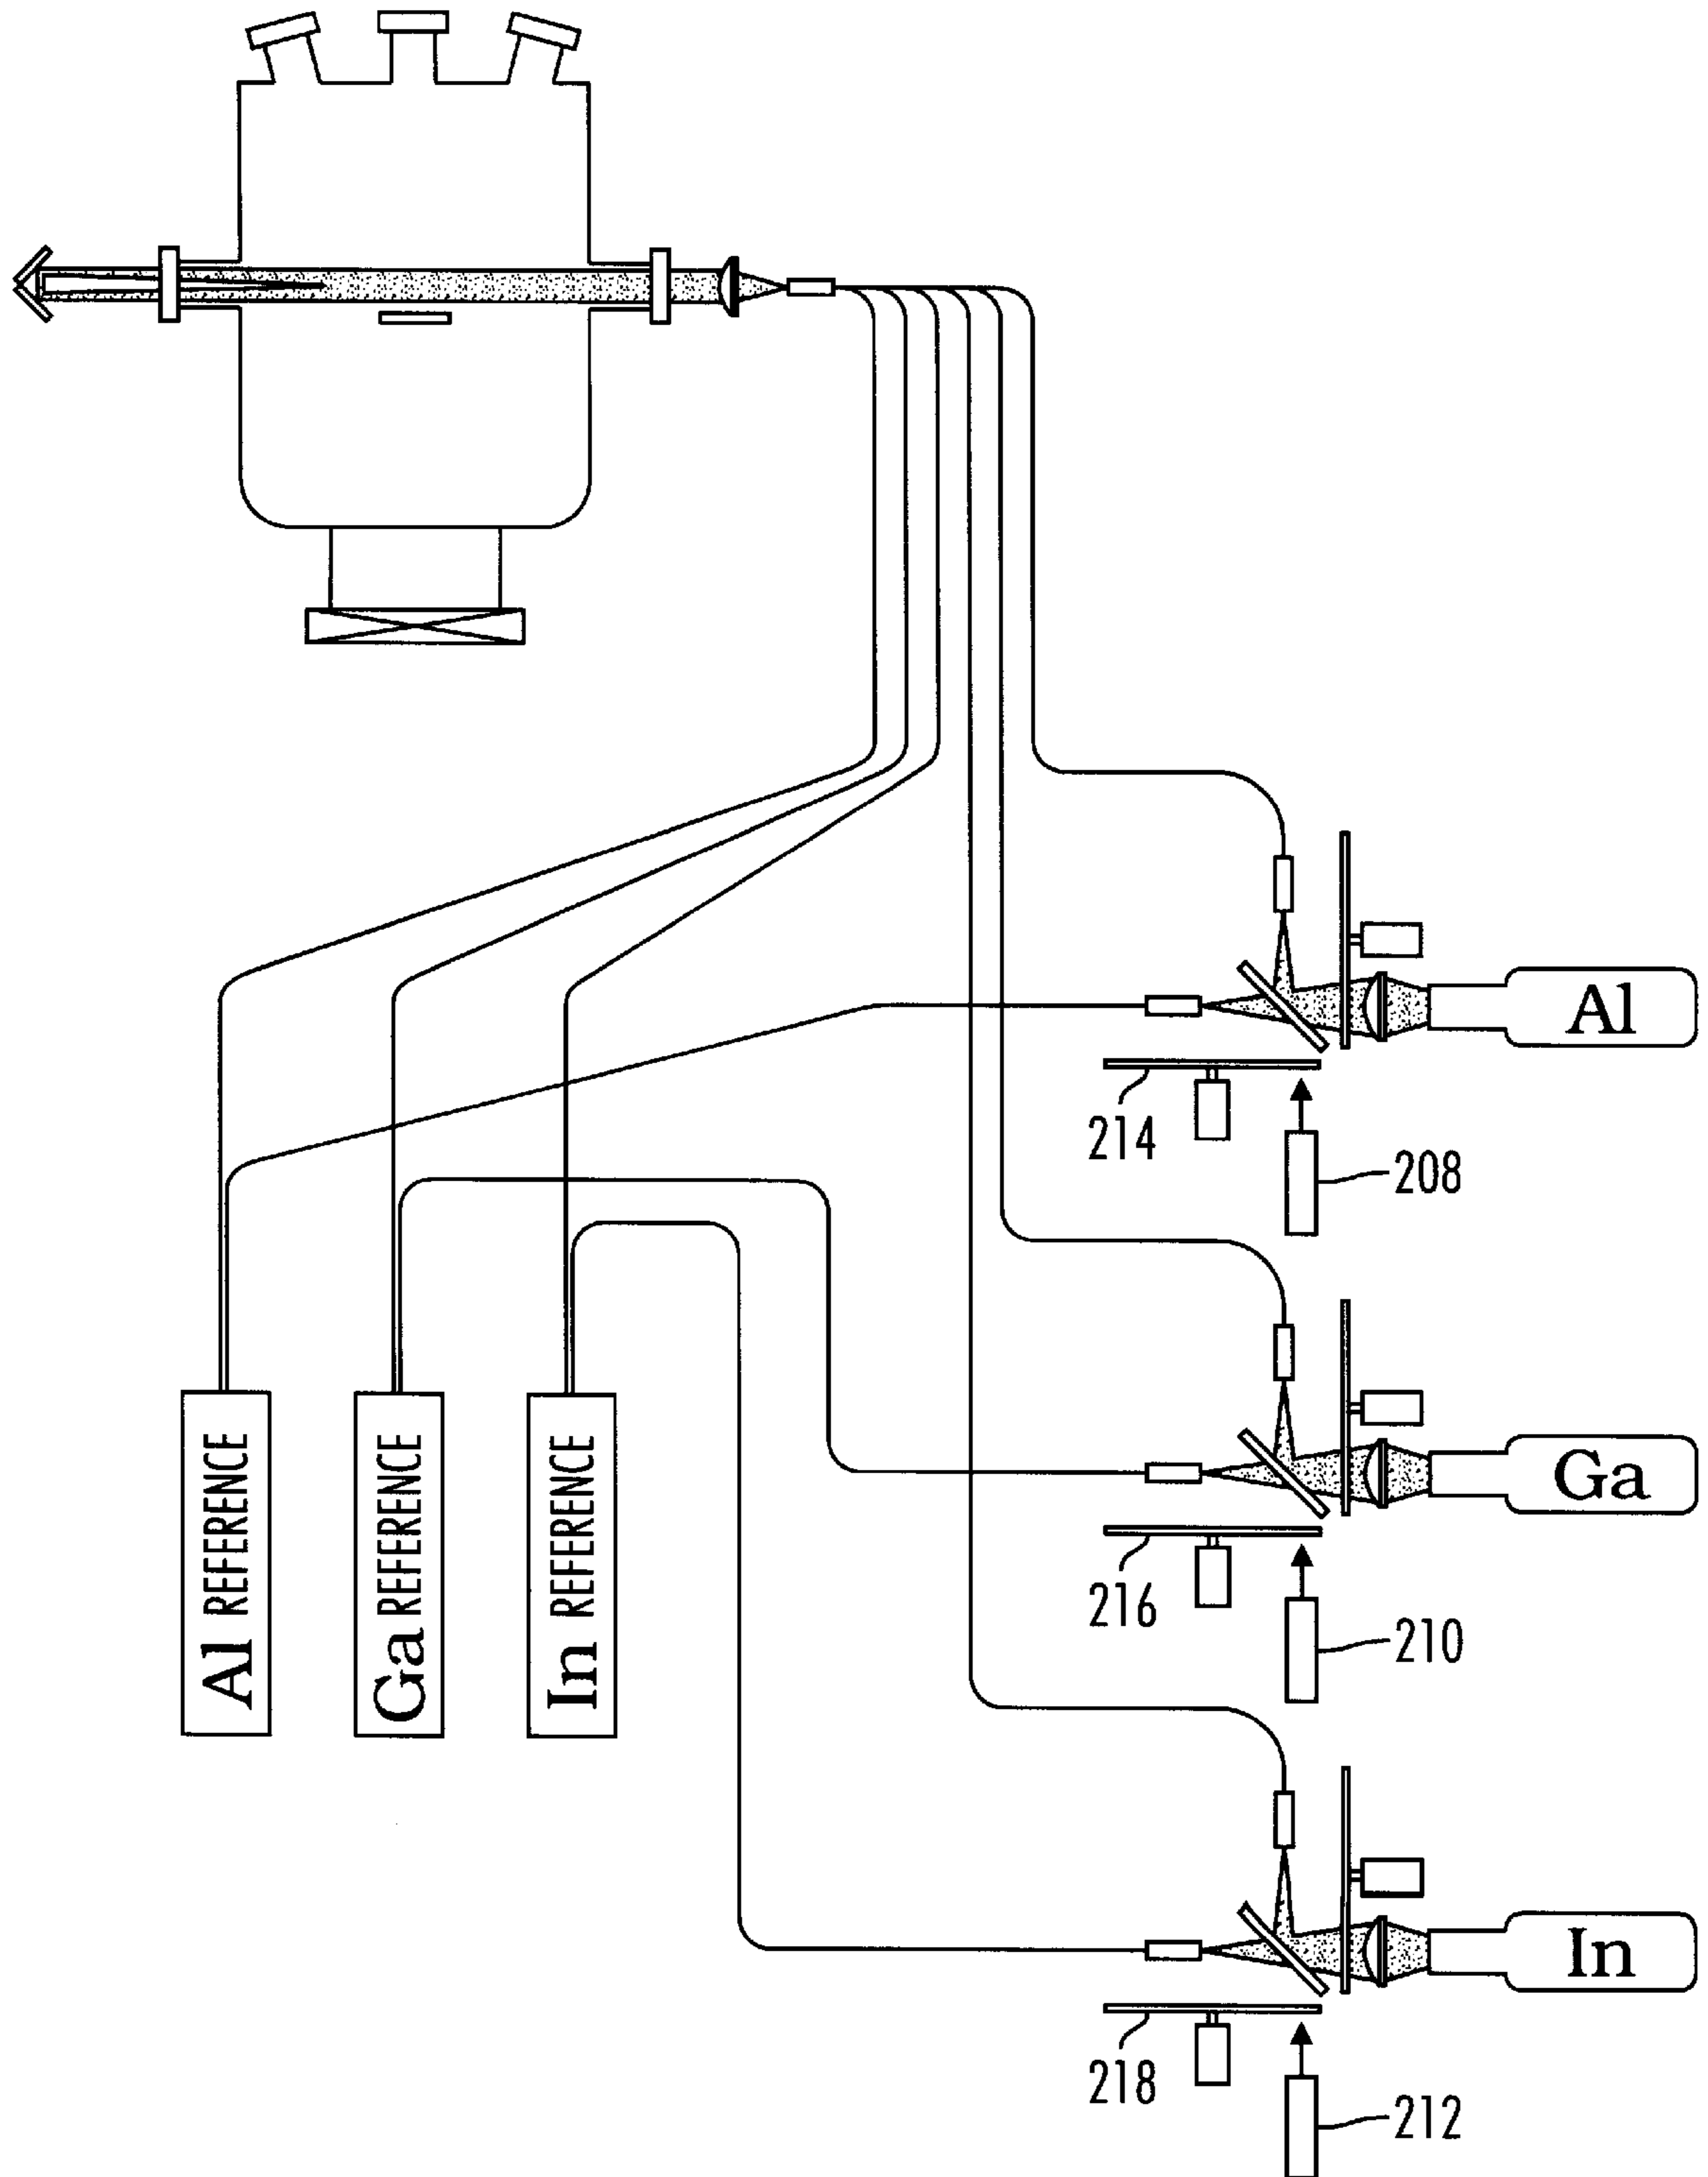 Al
214
208
Al REFERENCE
Ga REFERENCE
In REFERENCE
Ga
216
210
In
218
212